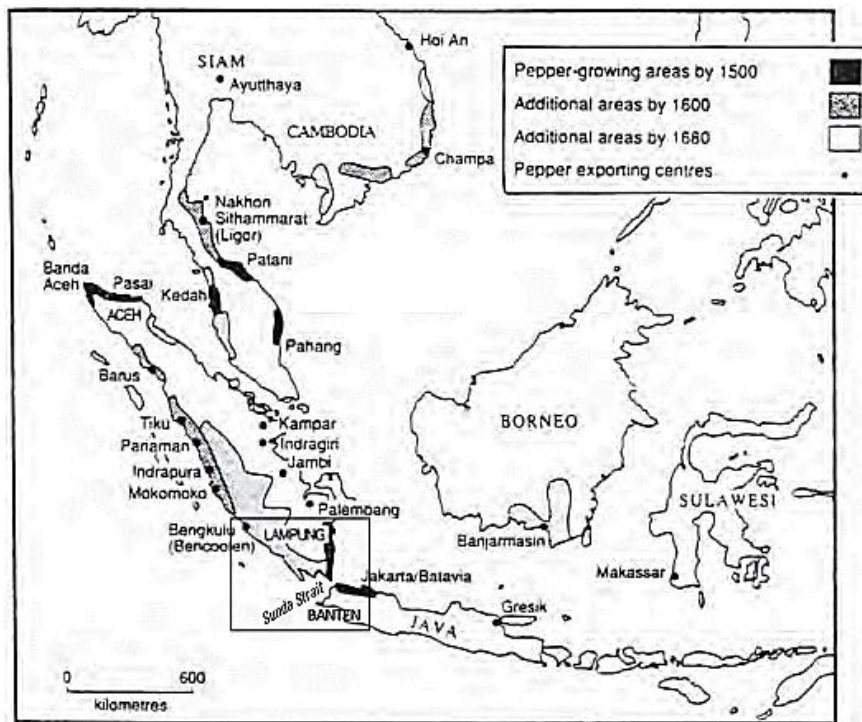 Hoi An
SIAM
Ayutthaya
CAMBODIA
Champa
Pepper-growing areas by 1500
Additional areas by 1600
Additional areas by 1660
Pepper exporting centres
Nakhon
Sithammarat
(Ligor)
Patani
Banda
Aceh
Pasai
Kedah
ACEH
Pahang
Barus
Tiku
Kampar
Panaman
Indragiri
BORNEO
Indrapura
Jambi
Mokomoko
Palembang
SULAWESI
Bengkulu
(Bencoolen)
LAMPUNG
Banjarmasin
Jakarta/Batavia
Makassar
Sunda Strait
BANTEN
Gresik
JAVA
0 600
kilometres